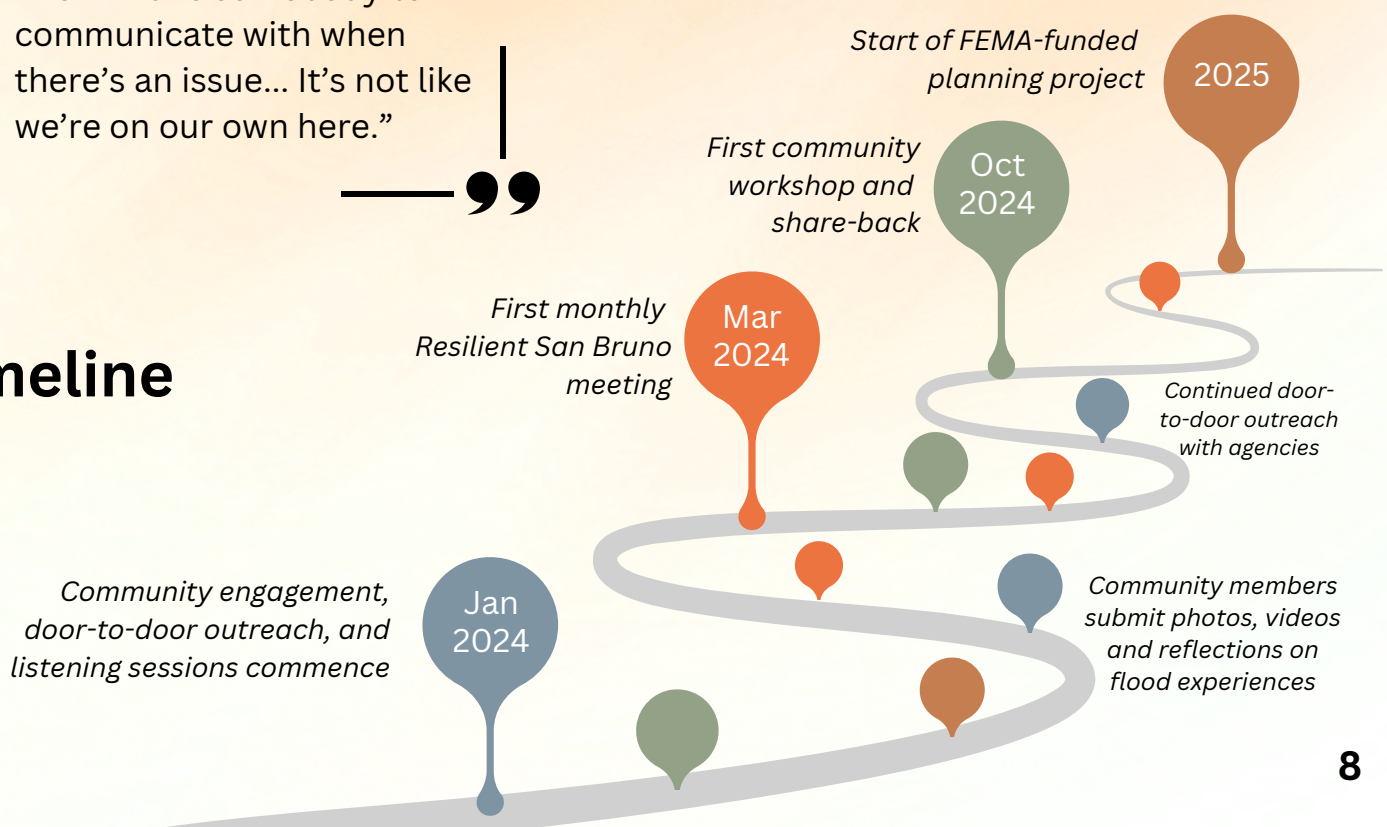 communicate with when
there’s an issue... It’s not like
we’re on our own here.”
”
Start of FEMA-funded
planning project
2025
First community
workshop and
share-back
Oct
2024
First monthly
Resilient San Bruno
meeting
Mar
2024
meline
Continued door-
to-door outreach
with agencies
Community engagement,
door-to-door outreach, and
listening sessions commence
Jan
2024
Community members
submit photos, videos
and reflections on
flood experiences
8